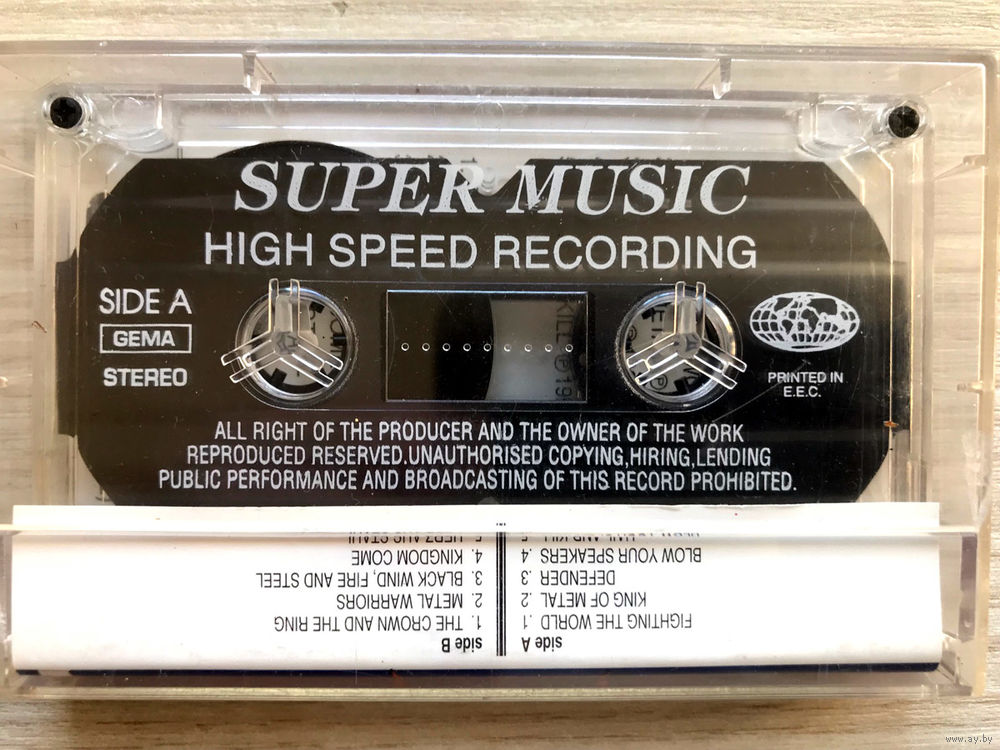 SUPER MUSIC
HIGH SPEED RECORDING
SIDE A
GEMA
STEREO
PRINTED IN
E.E.C.
ALL RIGHT OF THE PRODUCER AND THE OWNER OF THE WORK
REPRODUCED RESERVED.UNAUTHORISED COPYING,HIRING,LENDING
PUBLIC PERFORMANCE AND BROADCASTING OF THIS RECORD PROHIBITED.
side A
FIGHTING THE WORLD .1
KING OF METAL .2
DEFENDER .3
BLOW YOUR SPEAKERS .4
side B
1. THE CROWN AND THE RING
2. METAL WARRIORS
3. BLACK WIND, FIRE AND STEEL
4. KINGDOM COME
www.ay.by